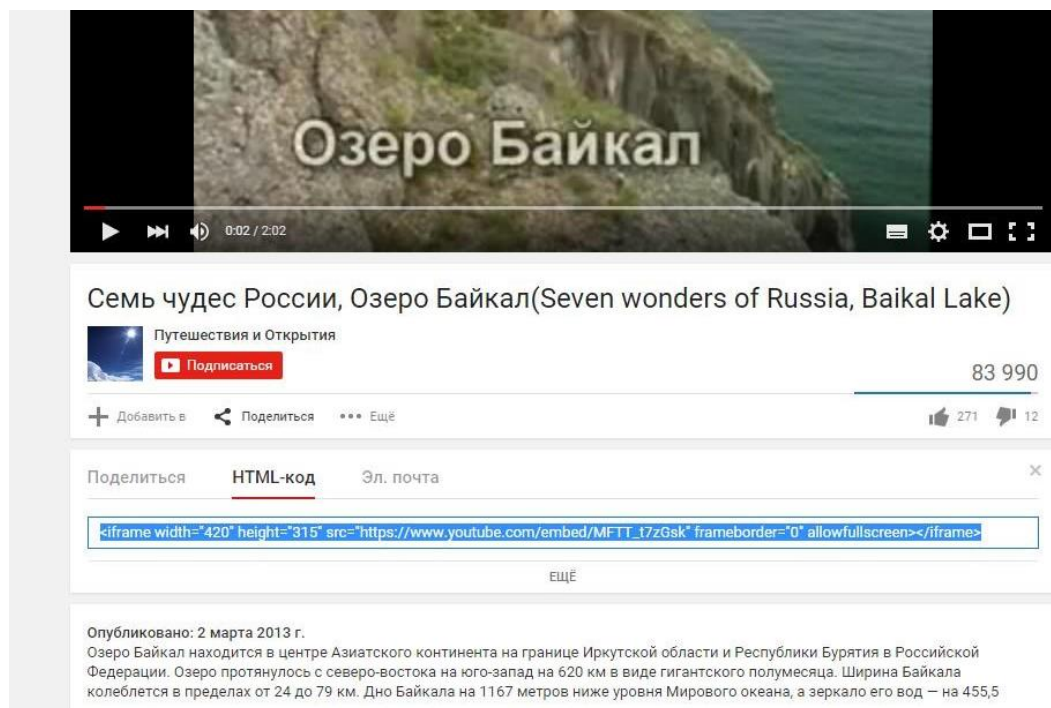 Озеро Байкал
0:02 / 2:02
Семь чудес России, Озеро Байкал(Seven wonders of Russia, Baikal Lake)
Путешествия и Открытия
Подписаться
83 990
Добавить в Поделиться ••• Ещё 271 12
Поделиться HTML-код Эл. почта ×
<iframe width="420" height="315" src="https://www.youtube.com/embed/MFTT_t7zGsk" frameborder="0" allowfullscreen></iframe>
ЕЩЁ
Опубликовано: 2 марта 2013 г.
Озеро Байкал находится в центре Азиатского континента на границе Иркутской области и Республики Бурятия в Российской
Федерации. Озеро протянулось с северо-востока на юго-запад на 620 км в виде гигантского полумесяца. Ширина Байкала
колеблется в пределах от 24 до 79 км. Дно Байкала на 1167 метров ниже уровня Мирового океана, а зеркало его вод — на 455,5